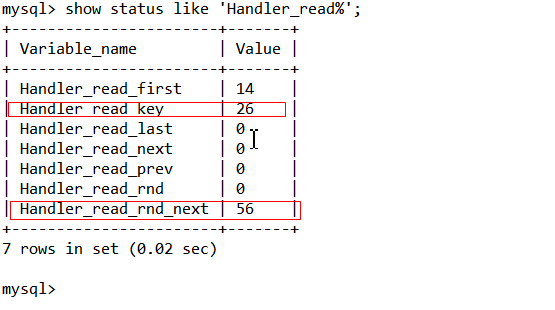 mysql> show status like 'Handler_read%';
+-----------------------+-------+
| Variable_name | Value |
+-----------------------+-------+
| Handler_read_first | 14 |
| Handler_read_key | 26 |
| Handler_read_last | 0 |
| Handler_read_next | 0 |
| Handler_read_prev | 0 |
| Handler_read_rnd | 0 |
| Handler_read_rnd_next | 56 |
+-----------------------+-------+
7 rows in set (0.02 sec)
mysql>